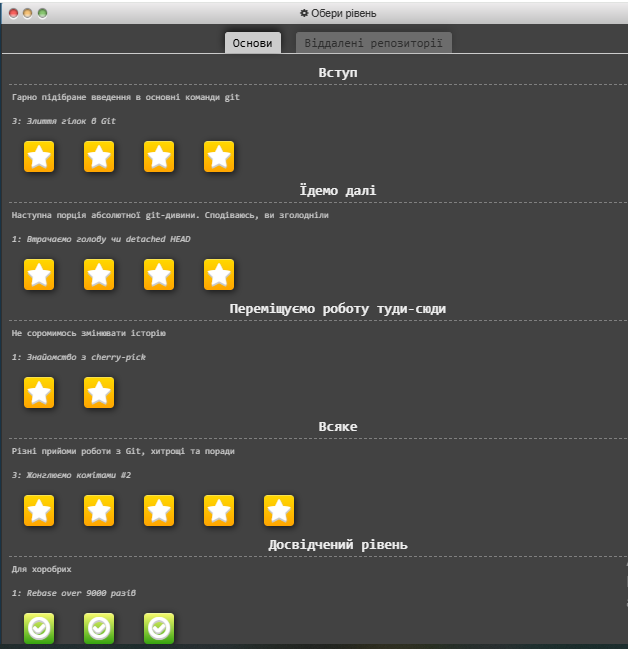 Обери рівень
Основи
Віддалені репозиторії
Вступ
Гарно підібране введення в основні команди git
3: Злиття гілок в Git
Їдемо далі
Наступна порція абсолютної git-дивини. Сподіваюсь, ви зголодніли
1: Втрачаємо голову чи detached HEAD
Переміщуємо роботу туди-сюди
Не соромимось змінювати історію
1: Знайомство з cherry-pick
Всяке
Різні прийоми роботи з Git, хитрощі та поради
3: Жонглюємо комітами #2
Досвідчений рівень
Для хоробрих
1: Rebase over 9000 разів